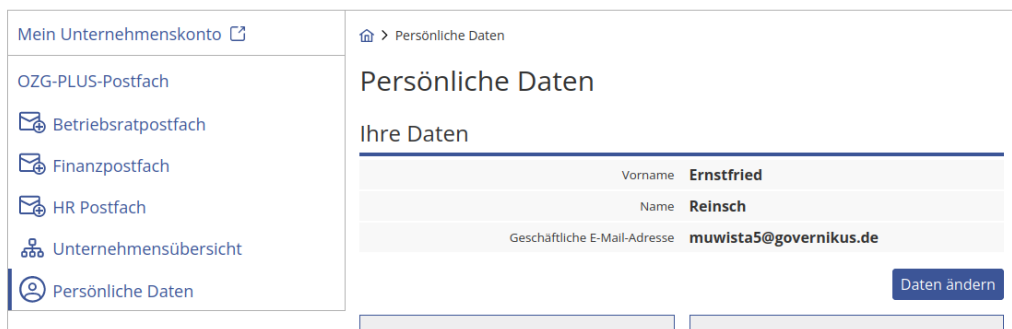 Mein Unternehmenskonto
OZG-PLUS-Postfach
Betriebsratpostfach
Finanzpostfach
HR Postfach
Unternehmensübersicht
Persönliche Daten
Persönliche Daten
Persönliche Daten
Ihre Daten
Vorname Ernstfried
Name Reinsch
Geschäftliche E-Mail-Adresse muwista5@governikus.de
Daten ändern